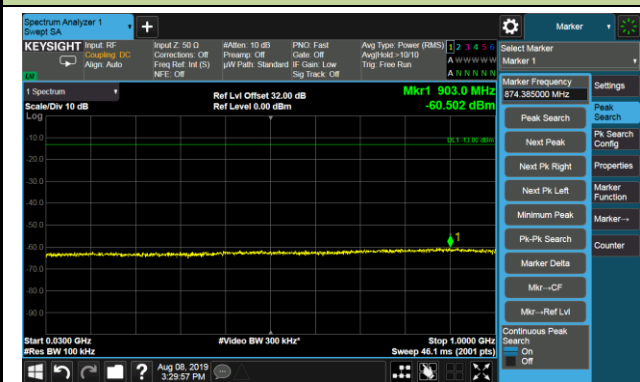 Spectrum Analyzer 1
Swept SA
+
Marker
KEYSIGHT
Input: RF
Coupling: DC
Align: Auto
Input Z: 50 Ω
Corrections: Off
Freq Ref: Int (S)
NFE: Off
#Atten: 10 dB
Preamp: Off
µW Path: Standard
PNO: Fast
Gate: Off
IF Gain: Low
Sig Track: Off
Avg Type: Power (RMS)
Avg|Hold: >10/10
Trig: Free Run
1 2 3 4 5 6
A W W W W W
A N N N N N
Select Marker
Marker 1
1 Spectrum
Scale/Div 10 dB
Log
Ref Lvl Offset 32.00 dB
Ref Level 0.00 dBm
Mkr1 903.0 MHz
-60.502 dBm
DL1 -13.00 dBm
-10.0
-20.0
-30.0
-40.0
-50.0
-60.0
-70.0
-80.0
-90.0
1
Start 0.0300 GHz
#Res BW 100 kHz
#Video BW 300 kHz*
Stop 1.0000 GHz
Sweep 46.1 ms (2001 pts)
Marker Frequency
874.385000 MHz
Peak Search
Next Peak
Next Pk Right
Next Pk Left
Minimum Peak
Pk-Pk Search
Marker Delta
Mkr→CF
Mkr→Ref Lvl
Continuous Peak
Search
On
Off
Settings
Peak
Search
Pk Search
Config
Properties
Marker
Function
Marker→
Counter
?
Aug 08, 2019
3:29:57 PM